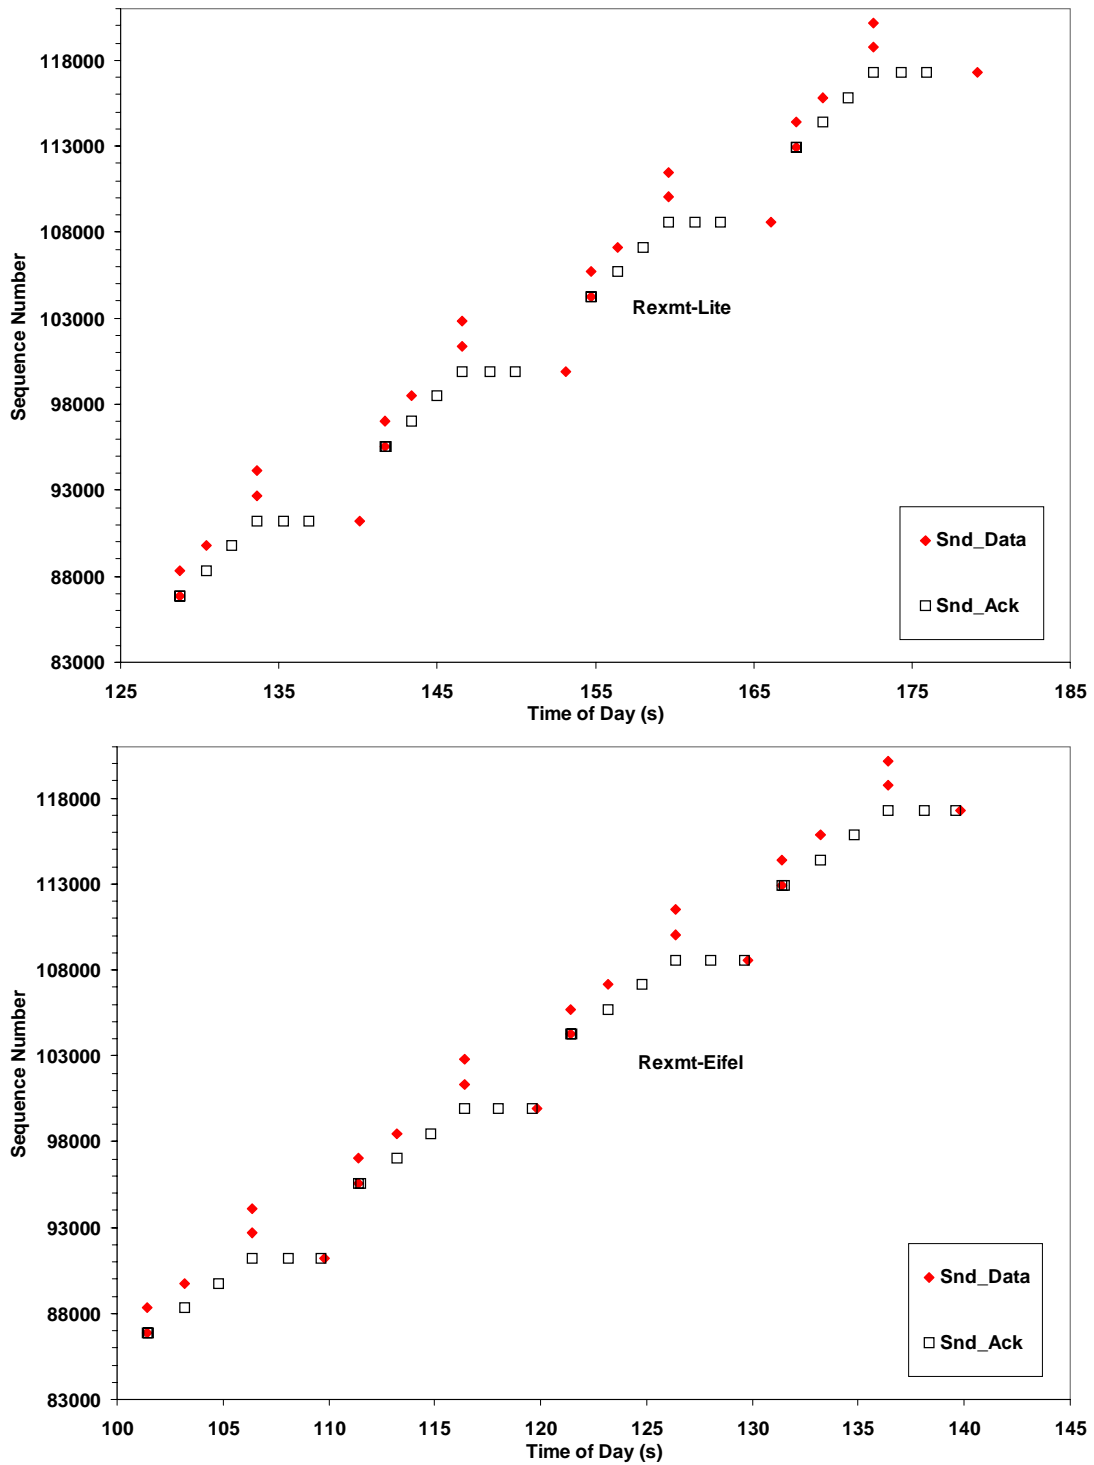 118000
113000
108000
103000
98000
93000
88000
83000
Sequence Number
Rexmt-Lite
Snd_Data
Snd_Ack
125 135 145 155 165 175 185
Time of Day (s)
118000
113000
108000
103000
98000
93000
88000
83000
Sequence Number
Rexmt-Eifel
Snd_Data
Snd_Ack
100 105 110 115 120 125 130 135 140 145
Time of Day (s)